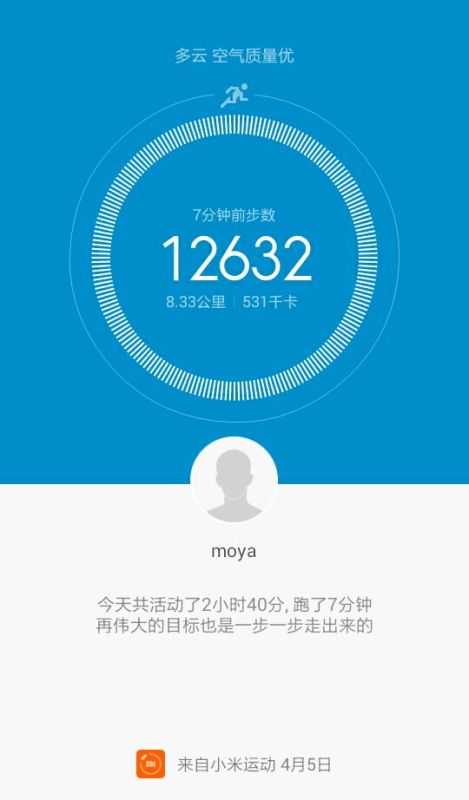 多云 空气质量优
7分钟前步数
12632
8.33公里 | 531千卡
moya
今天共活动了2小时40分, 跑了7分钟
再伟大的目标也是一步一步走出来的
来自小米运动 4月5日